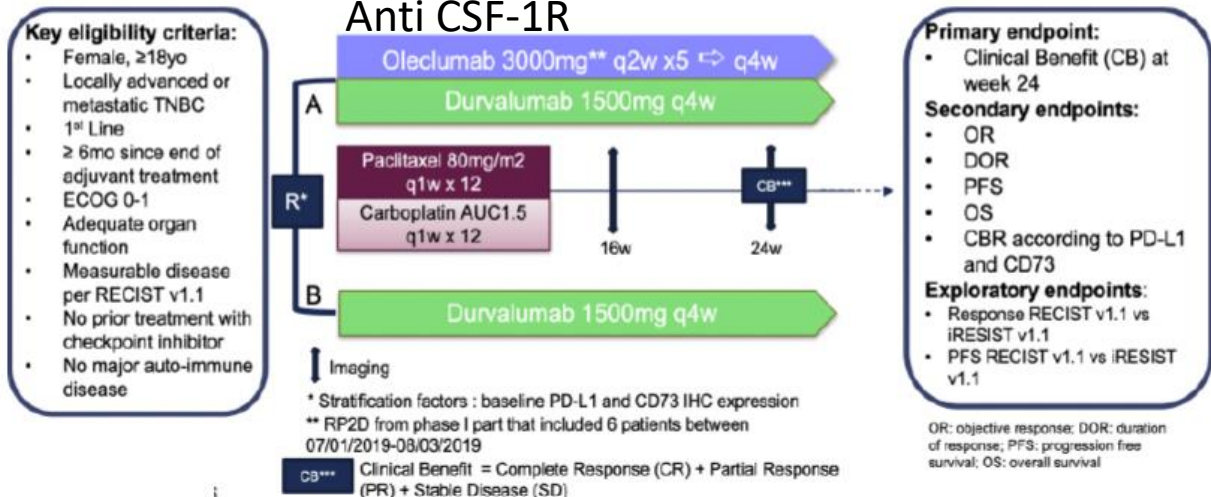 Anti CSF-1R
Key eligibility criteria:
• Female, ≥18yo
• Locally advanced or
metastatic TNBC
• 1st Line
• ≥ 6mo since end of
adjuvant treatment
• ECOG 0-1
• Adequate organ
function
• Measurable disease
per RECIST v1.1
• No prior treatment with
checkpoint inhibitor
• No major auto-immune
disease
R*
A
Oleclumab 3000mg** q2w x5 ⇨ q4w
Durvalumab 1500mg q4w
Paclitaxel 80mg/m2
q1w x 12
Carboplatin AUC1.5
q1w x 12
16w
CB***
24w
B
Durvalumab 1500mg q4w
Imaging
* Stratification factors : baseline PD-L1 and CD73 IHC expression
** RP2D from phase I part that included 6 patients between
07/01/2019-08/03/2019
CB*** Clinical Benefit = Complete Response (CR) + Partial Response
(PR) + Stable Disease (SD)
Primary endpoint:
• Clinical Benefit (CB) at
week 24
Secondary endpoints:
• OR
• DOR
• PFS
• OS
• CBR according to PD-L1
and CD73
Exploratory endpoints:
• Response RECIST v1.1 vs
iRESIST v1.1
• PFS RECIST v1.1 vs iRESIST
v1.1
OR: objective response; DOR: duration
of response; PFS: progression free
survival; OS: overall survival